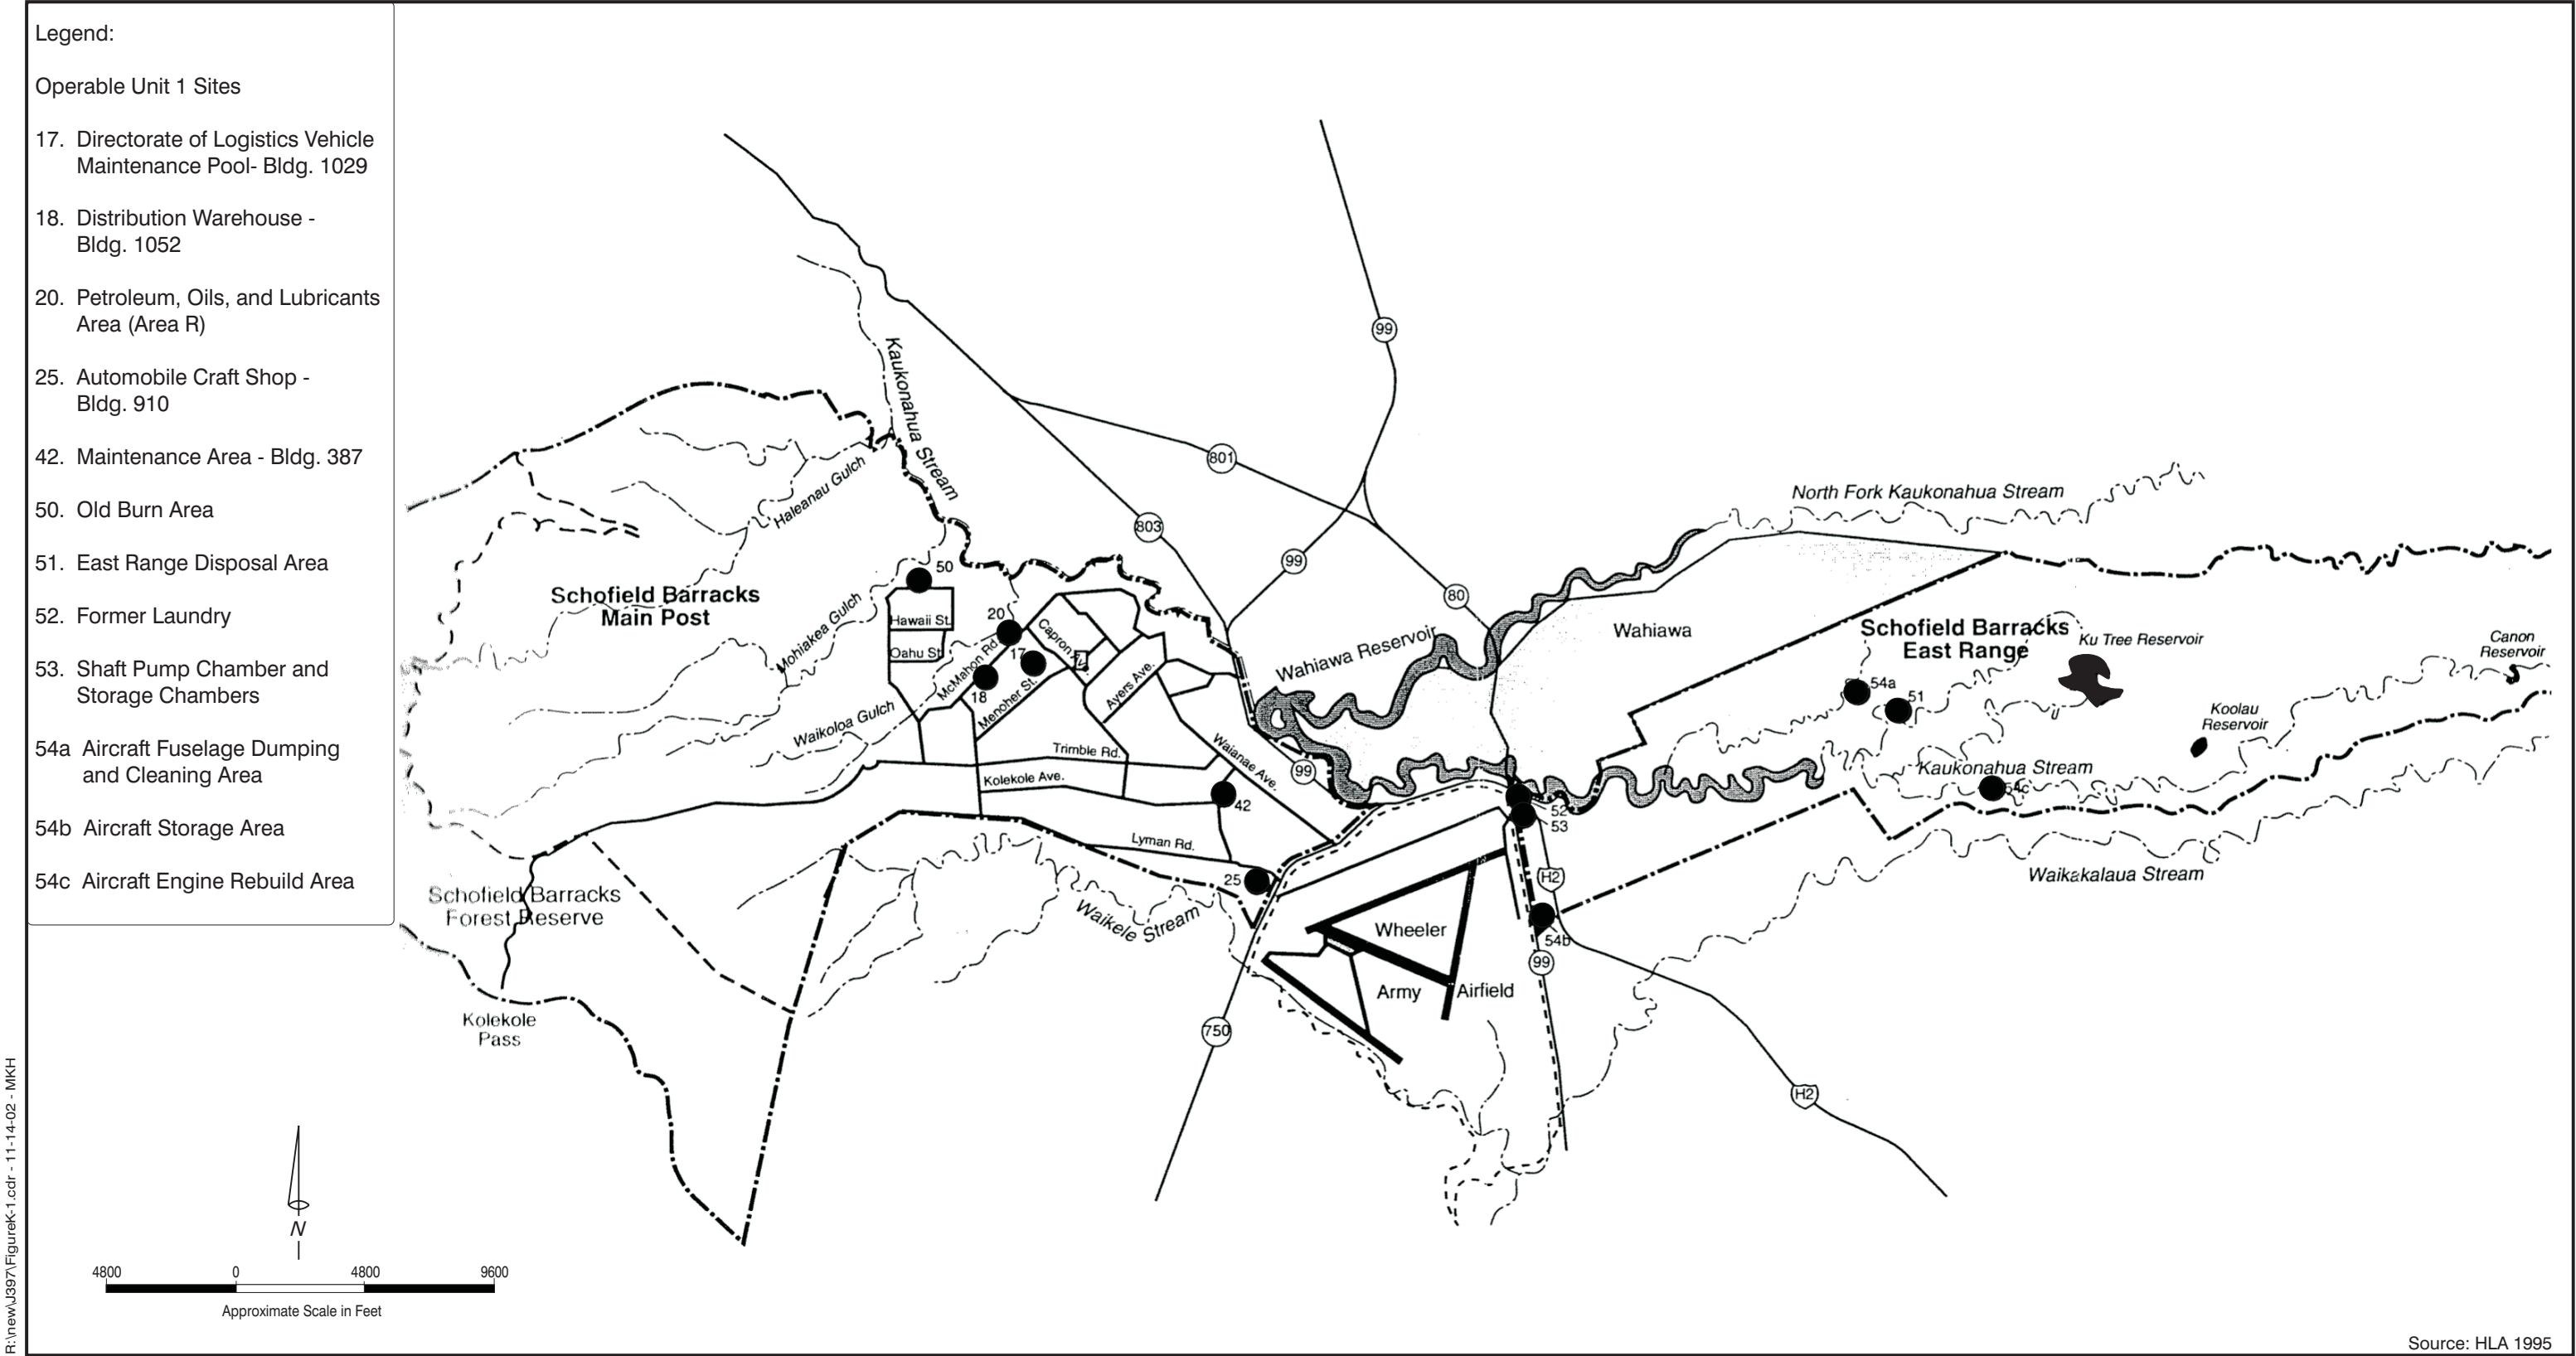 Legend:
Operable Unit 1 Sites
17. Directorate of Logistics Vehicle
Maintenance Pool- Bldg. 1029
18. Distribution Warehouse -
Bldg. 1052
20. Petroleum, Oils, and Lubricants
Area (Area R)
25. Automobile Craft Shop -
Bldg. 910
42. Maintenance Area - Bldg. 387
50. Old Burn Area
51. East Range Disposal Area
52. Former Laundry
53. Shaft Pump Chamber and
Storage Chambers
54a Aircraft Fuselage Dumping
and Cleaning Area
54b Aircraft Storage Area
54c Aircraft Engine Rebuild Area
99
Kaukonahua Stream
801
Haleanau Gulch
803
99
80
North Fork Kaukonahua Stream
50
Schofield Barracks
Main Post
Mohiakea Gulch
Hawaii St.
Oahu St.
20
McMahon Rd.
17
18
Capron Av.
Menoher St.
Ayers Ave.
Waikoloa Gulch
Trimble Rd.
Kolekole Ave.
Waianae Ave.
99
42
Lyman Rd.
25
Wahiawa Reservoir
Wahiawa
Schofield Barracks
East Range
Ku Tree Reservoir
Canon
Reservoir
54a
51
Koolau
Reservoir
Kaukonahua Stream
54c
52
53
Waikakalaua Stream
H2
Schofield Barracks
Forest Reserve
Waikele Stream
Wheeler
Army Airfield
54b
99
Kolekole
Pass
750
H2
N
4800 0 4800 9600
Approximate Scale in Feet
Source: HLA 1995
R:\new\J397\FigureK-1.cdr - 11-14-02 - MKH